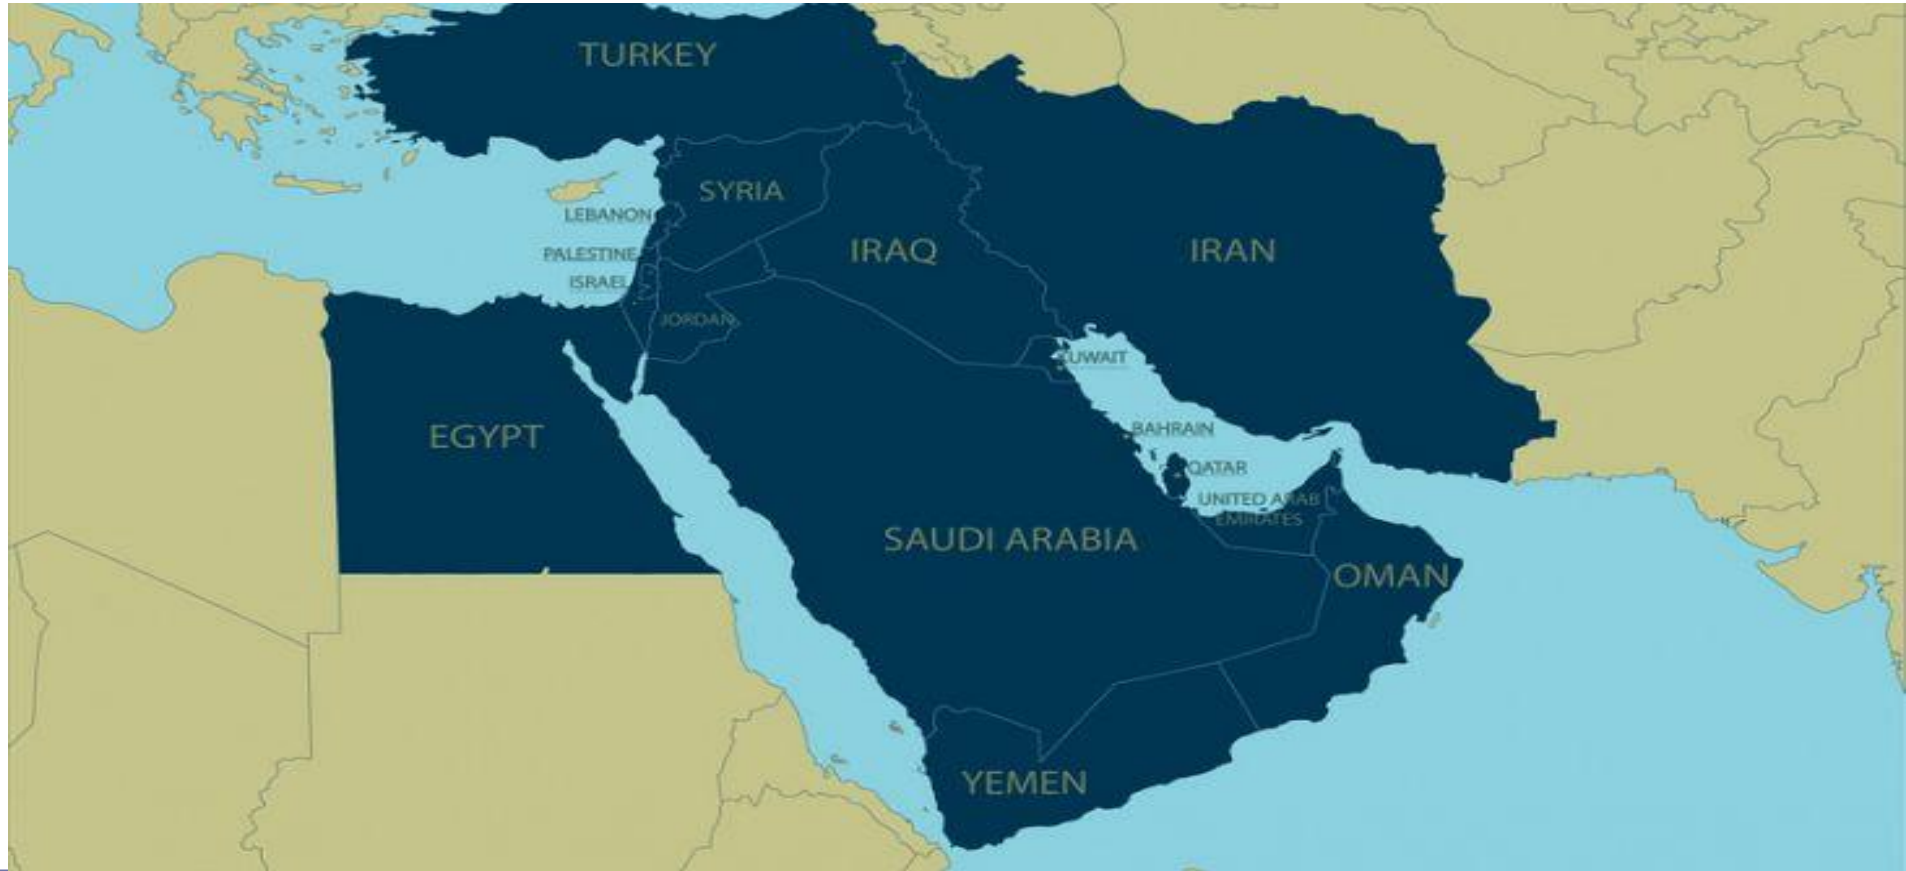 TURKEY
SYRIA
LEBANON
IRAQ
IRAN
PALESTINE
ISRAEL
JORDAN
KUWAIT
EGYPT
BAHRAIN
QATAR
UNITED ARAB
EMIRATES
SAUDI ARABIA
OMAN
YEMEN